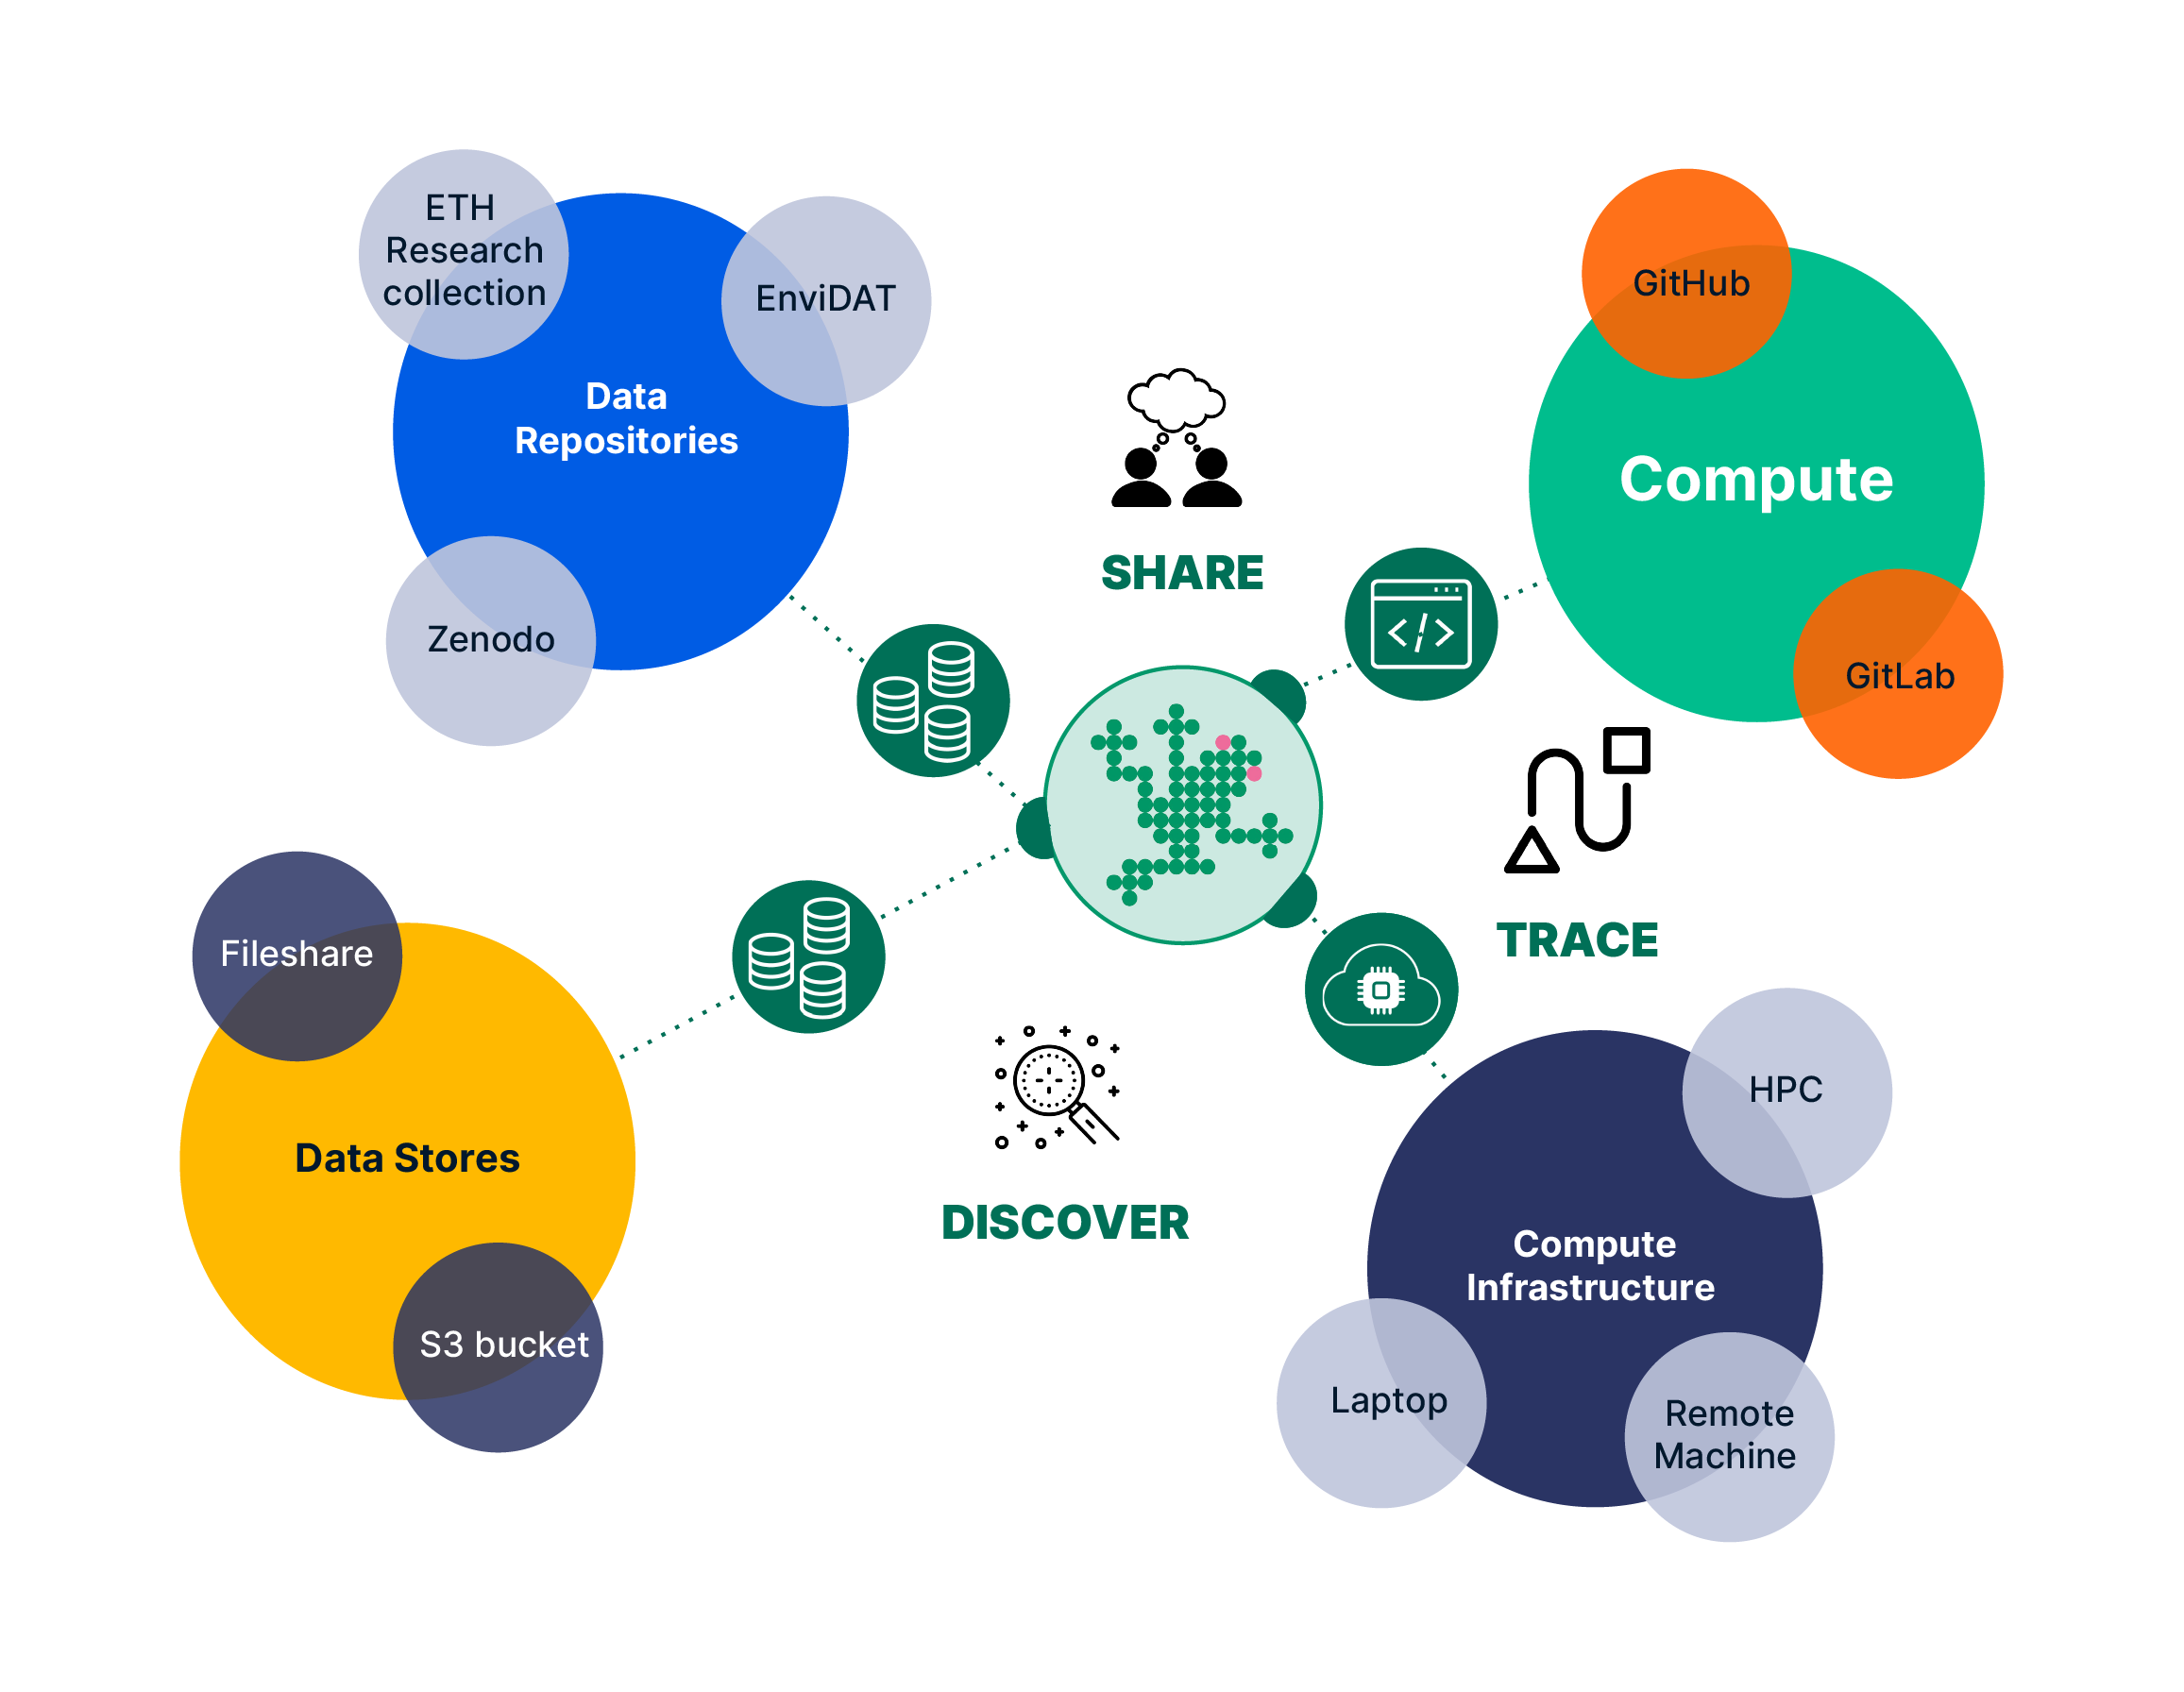 ETH
Research
collection
EnviDAT
Data
Repositories
Zenodo
GitHub
Compute
GitLab
SHARE
TRACE
Fileshare
Data Stores
S3 bucket
DISCOVER
HPC
Compute
Infrastructure
Laptop
Remote
Machine